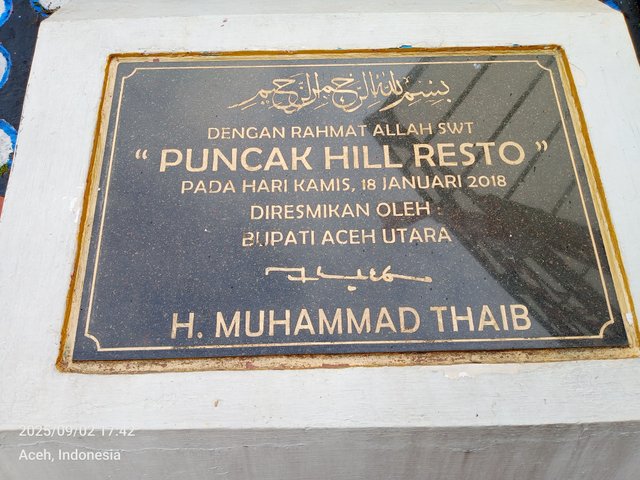 بسم الله الرحمن الرحيم
DENGAN RAHMAT ALLAH SWT
“ PUNCAK HILL RESTO ”
PADA HARI KAMIS, 18 JANUARI 2018
DIRESMIKAN OLEH :
BUPATI ACEH UTARA
H. MUHAMMAD THAIB
2025/09/02 17:42
Aceh, Indonesia